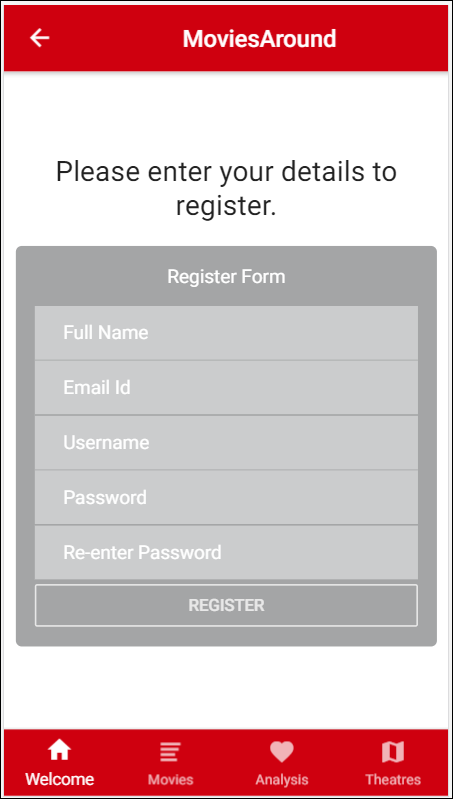 MoviesAround
Please enter your details to
register.
Register Form
Full Name
Email Id
Username
Password
Re-enter Password
REGISTER
Welcome
Movies
Analysis
Theatres